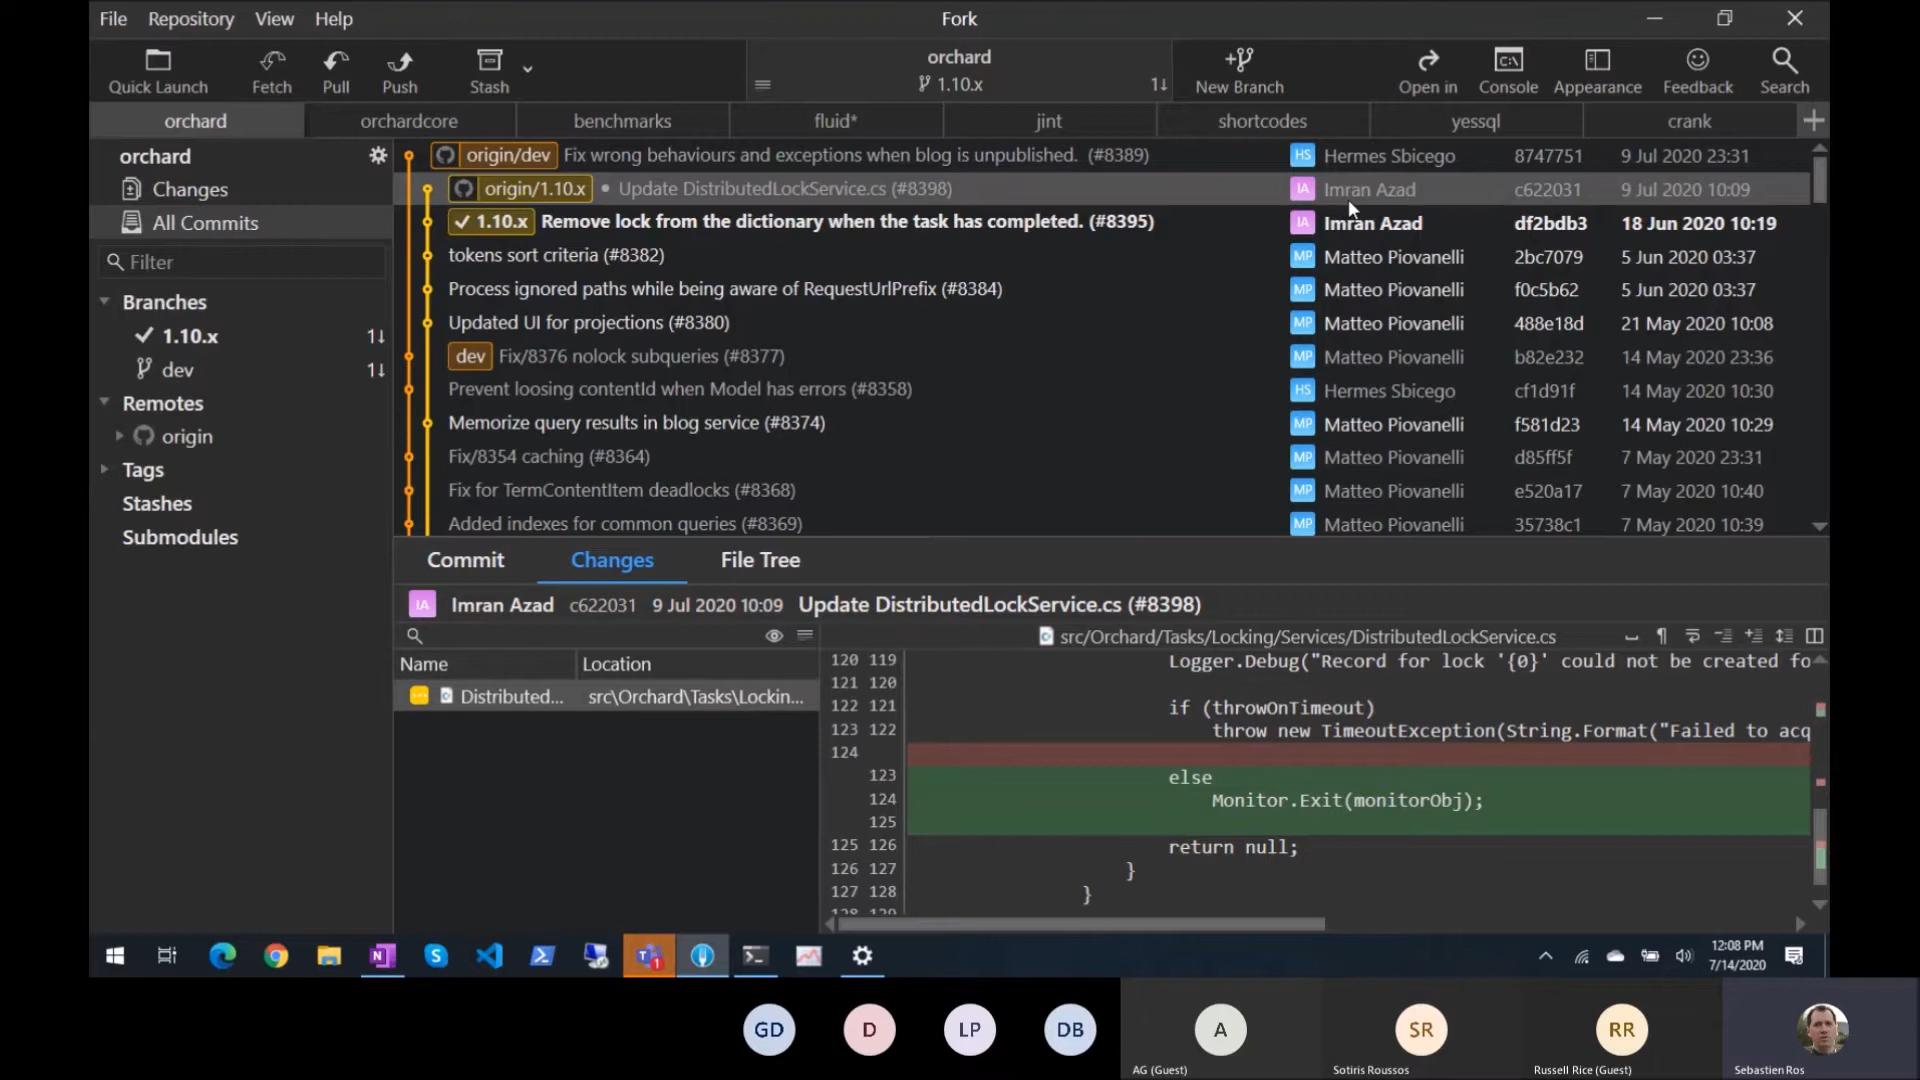 File Repository View Help Fork
Quick Launch Fetch Pull Push Stash orchard New Branch Open in Console Appearance Feedback Search
1.10.x 1↓
orchard orchardcore benchmarks fluid* jint shortcodes yessql crank
orchard
Changes
All Commits
Filter
Branches
1.10.x 1↓
dev 1↓
Remotes
origin
Tags
Stashes
Submodules
origin/dev Fix wrong behaviours and exceptions when blog is unpublished. (#8389) HS Hermes Sbicego 8747751 9 Jul 2020 23:31
origin/1.10.x Update DistributedLockService.cs (#8398) IA Imran Azad c622031 9 Jul 2020 10:09
1.10.x Remove lock from the dictionary when the task has completed. (#8395) IA Imran Azad df2bdb3 18 Jun 2020 10:19
tokens sort criteria (#8382) MP Matteo Piovanelli 2bc7079 5 Jun 2020 03:37
Process ignored paths while being aware of RequestUrlPrefix (#8384) MP Matteo Piovanelli f0c5b62 5 Jun 2020 03:37
Updated UI for projections (#8380) MP Matteo Piovanelli 488e18d 21 May 2020 10:08
dev Fix/8376 nolock subqueries (#8377) MP Matteo Piovanelli b82e232 14 May 2020 23:36
Prevent loosing contentId when Model has errors (#8358) HS Hermes Sbicego cf1d91f 14 May 2020 10:30
Memorize query results in blog service (#8374) MP Matteo Piovanelli f581d23 14 May 2020 10:29
Fix/8354 caching (#8364) MP Matteo Piovanelli d85ff5f 7 May 2020 23:31
Fix for TermContentItem deadlocks (#8368) MP Matteo Piovanelli e520a17 7 May 2020 10:40
Added indexes for common queries (#8369) MP Matteo Piovanelli 35738c1 7 May 2020 10:39
Commit Changes File Tree
IA Imran Azad c622031 9 Jul 2020 10:09 Update DistributedLockService.cs (#8398)
src/Orchard/Tasks/Locking/Services/DistributedLockService.cs
Name Location
Distributed... src\Orchard\Tasks\Lockin...
120 119 Logger.Debug("Record for lock '{0}' could not be created fo
121 120
122 121 if (throwOnTimeout)
123 122 throw new TimeoutException(String.Format("Failed to acq
124
123 else
124 Monitor.Exit(monitorObj);
125
125 126 return null;
126 127 }
127 128 }
128 129
12:08 PM
7/14/2020
GD D LP DB A SR RR
AG (Guest) Sotiris Roussos Russell Rice (Guest) Sebastien Ros